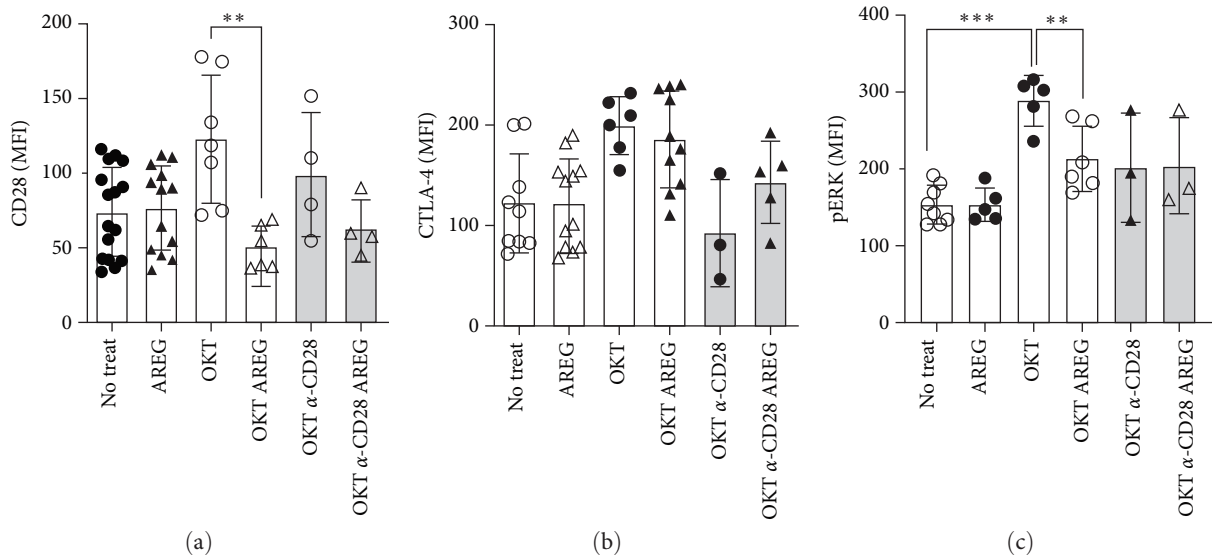 CD28 (MFI)
200
150
100
50
0
**
No treat
AREG
OKT
OKT AREG
OKT α-CD28
OKT α-CD28 AREG
(a)
CTLA-4 (MFI)
300
200
100
0
No treat
AREG
OKT
OKT AREG
OKT α-CD28
OKT α-CD28 AREG
(b)
pERK (MFI)
400
300
200
100
0
***
**
No treat
AREG
OKT
OKT AREG
OKT α-CD28
OKT α-CD28 AREG
(c)